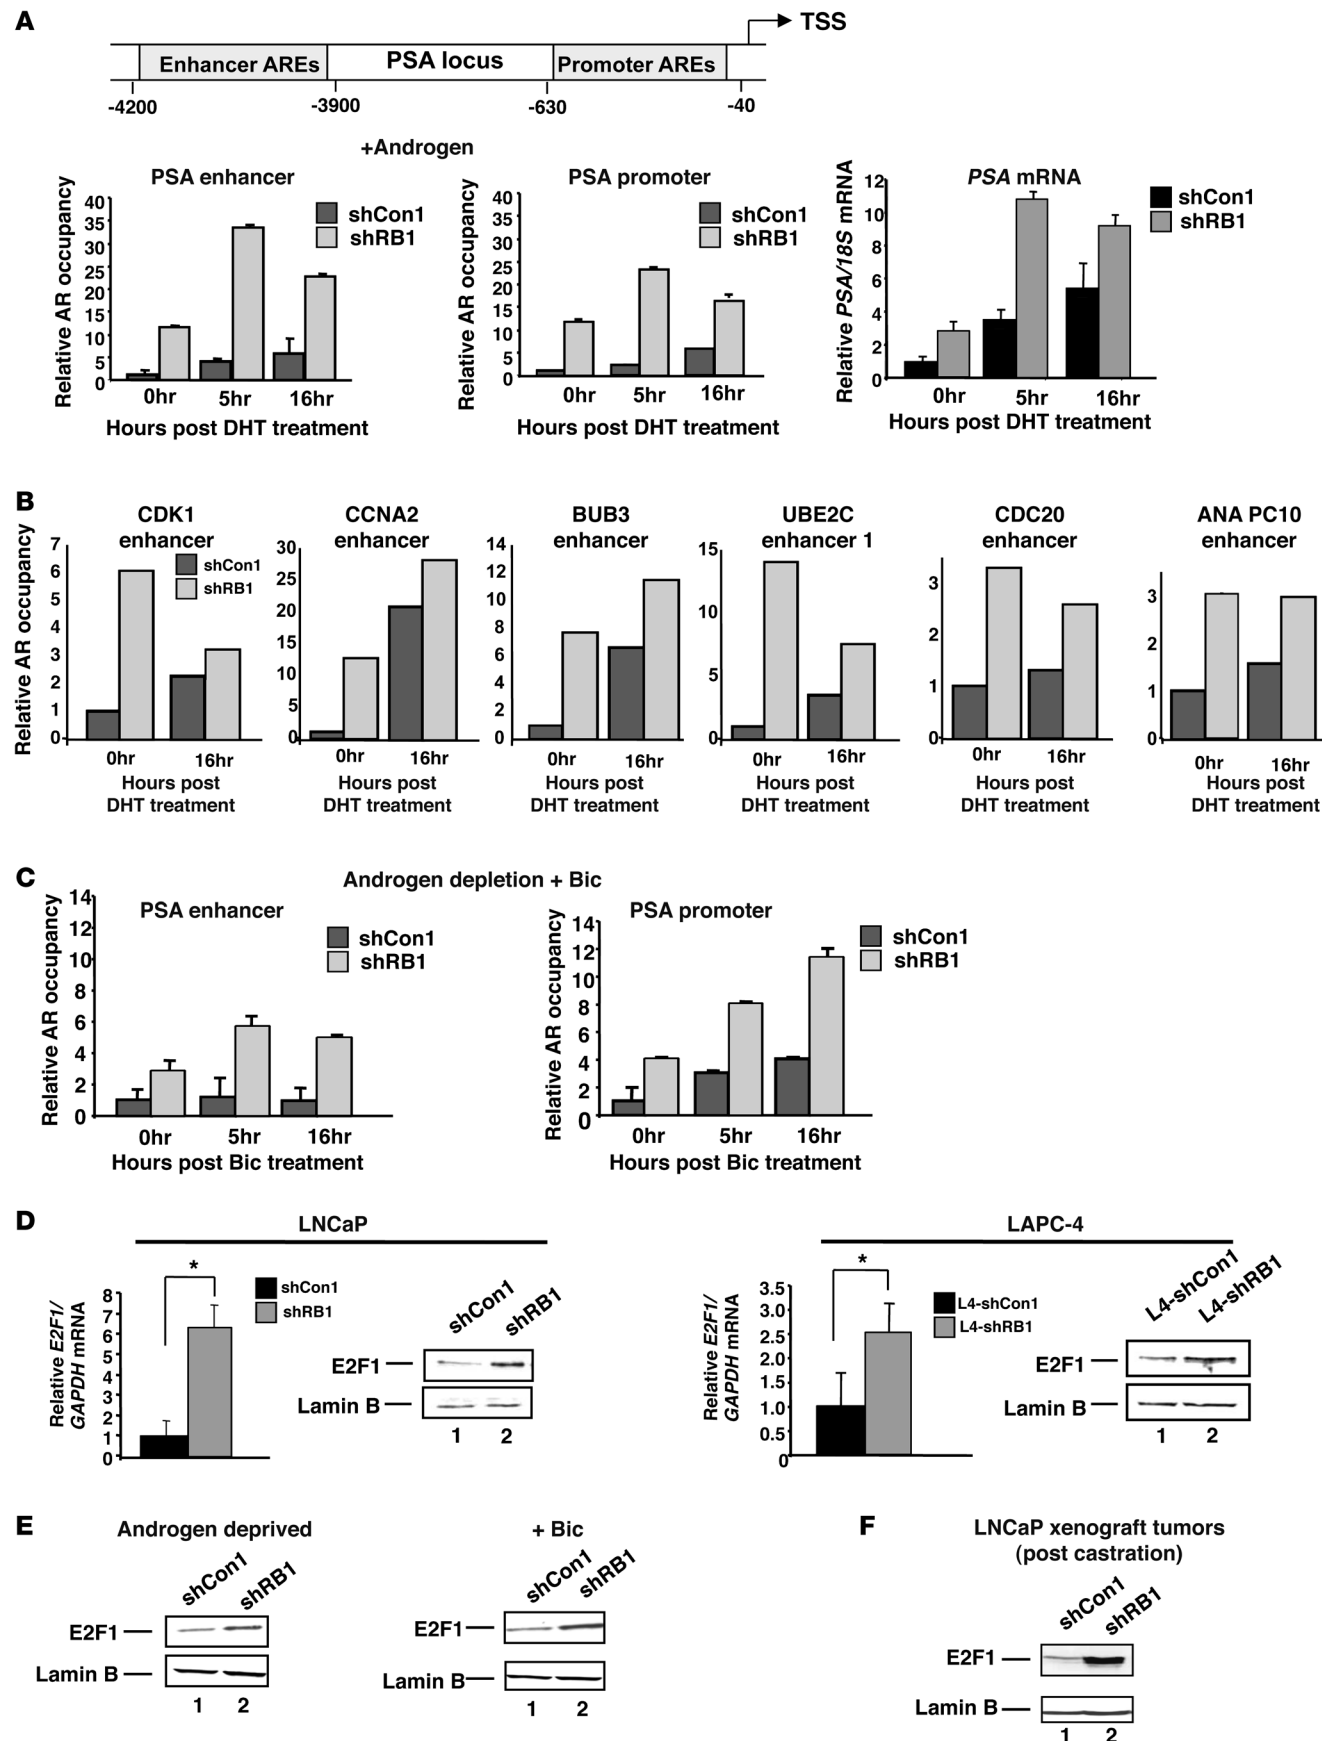 A
TSS
Enhancer AREs
PSA locus
Promoter AREs
-4200
-3900
-630
-40
+Androgen
PSA enhancer
Relative AR occupancy
40
35
30
25
20
15
10
5
0
shCon1
shRB1
0hr
5hr
16hr
Hours post DHT treatment
PSA promoter
Relative AR occupancy
40
35
30
25
20
15
10
5
0
shCon1
shRB1
0hr
5hr
16hr
Hours post DHT treatment
PSA mRNA
Relative PSA/18S mRNA
12
10
8
6
4
2
0
shCon1
shRB1
0hr
5hr
16hr
Hours post DHT treatment
B
Relative AR occupancy
CDK1
enhancer
7
6
5
4
3
2
1
0
shCon1
shRB1
0hr
16hr
Hours post
DHT treatment
CCNA2
enhancer
30
25
20
15
10
5
0
0hr
16hr
Hours post
DHT treatment
BUB3
enhancer
14
12
10
8
6
4
2
0
0hr
16hr
Hours post
DHT treatment
UBE2C
enhancer 1
15
10
5
0
0hr
16hr
Hours post
DHT treatment
CDC20
enhancer
3
2
1
0
0hr
16hr
Hours post
DHT treatment
ANA PC10
enhancer
3
2
1
0
0hr
16hr
Hours post
DHT treatment
C
Androgen depletion + Bic
PSA enhancer
Relative AR occupancy
14
12
10
8
6
4
2
0
shCon1
shRB1
0hr
5hr
16hr
Hours post Bic treatment
PSA promoter
Relative AR occupancy
14
12
10
8
6
4
2
0
shCon1
shRB1
0hr
5hr
16hr
Hours post Bic treatment
D
LNCaP
Relative E2F1/
GAPDH mRNA
8
7
6
5
4
3
2
1
0
*
shCon1
shRB1
shCon1
shRB1
E2F1
Lamin B
1
2
LAPC-4
Relative E2F1/
GAPDH mRNA
3.5
3.0
2.5
2.0
1.5
1.0
0.5
0
*
L4-shCon1
L4-shRB1
L4-shCon1
L4-shRB1
E2F1
Lamin B
1
2
E
Androgen deprived
shCon1
shRB1
E2F1
Lamin B
1
2
+ Bic
shCon1
shRB1
E2F1
Lamin B
1
2
F
LNCaP xenograft tumors
(post castration)
shCon1
shRB1
E2F1
Lamin B
1
2